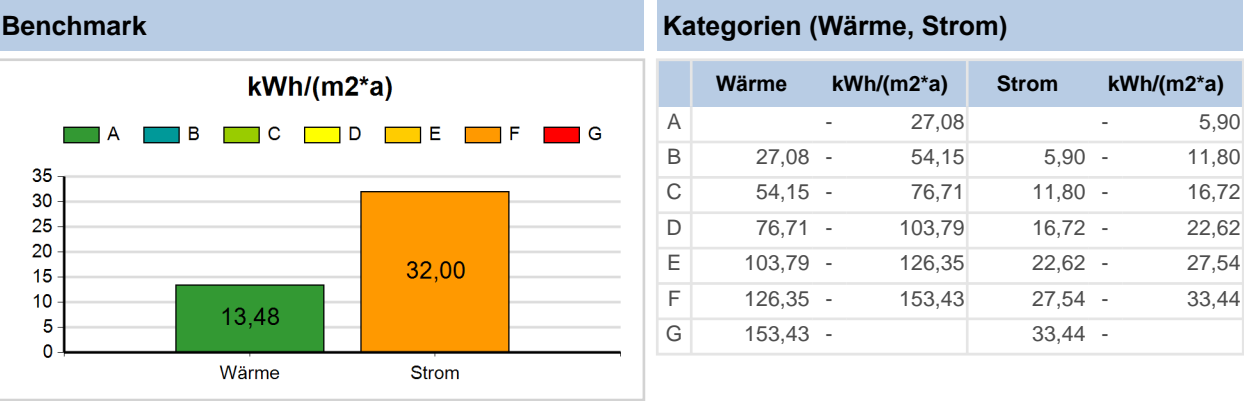 Benchmark
kWh/(m2*a)
A B C D E F G
35
30
25
20
15
10
5
0
13,48
32,00
Wärme Strom
Kategorien (Wärme, Strom)
Wärme kWh/(m2*a) Strom kWh/(m2*a)
A - 27,08 - 5,90
B 27,08 - 54,15 5,90 - 11,80
C 54,15 - 76,71 11,80 - 16,72
D 76,71 - 103,79 16,72 - 22,62
E 103,79 - 126,35 22,62 - 27,54
F 126,35 - 153,43 27,54 - 33,44
G 153,43 - 33,44 -